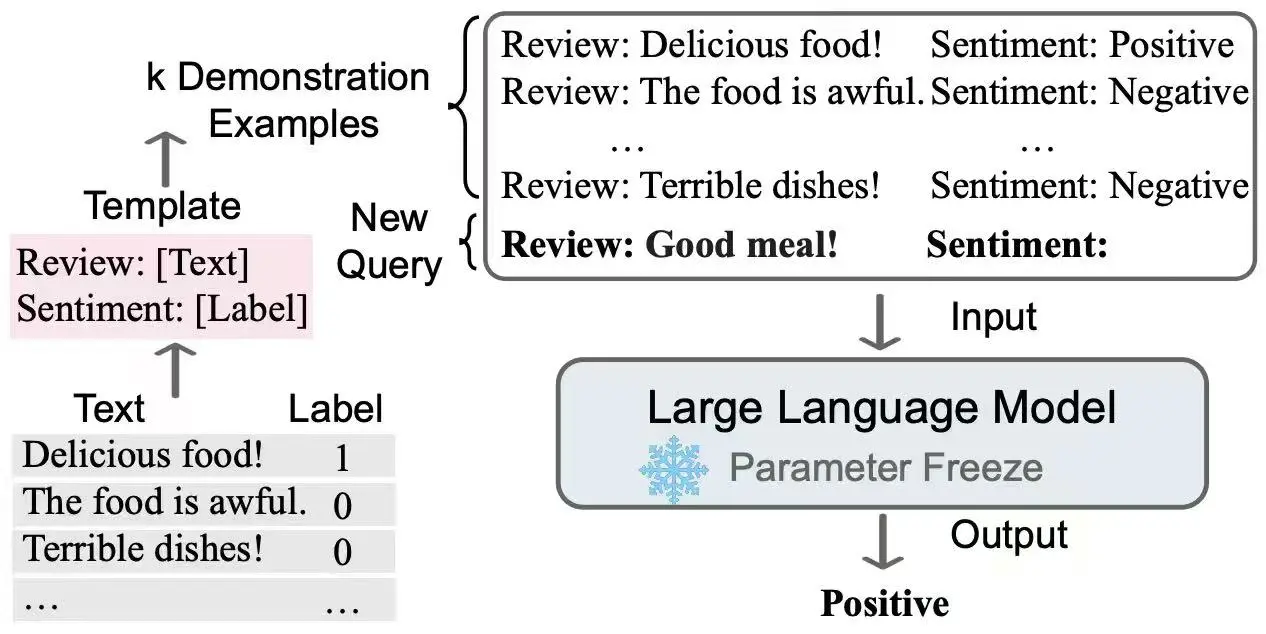 k Demonstration
Examples
Review: Delicious food! Sentiment: Positive
Review: The food is awful. Sentiment: Negative
... ...
Review: Terrible dishes! Sentiment: Negative
New
Query
Review: Good meal! Sentiment:
Template
Review: [Text]
Sentiment: [Label]
Text Label
Delicious food! 1
The food is awful. 0
Terrible dishes! 0
... ...
Input
Large Language Model
Parameter Freeze
Output
Positive